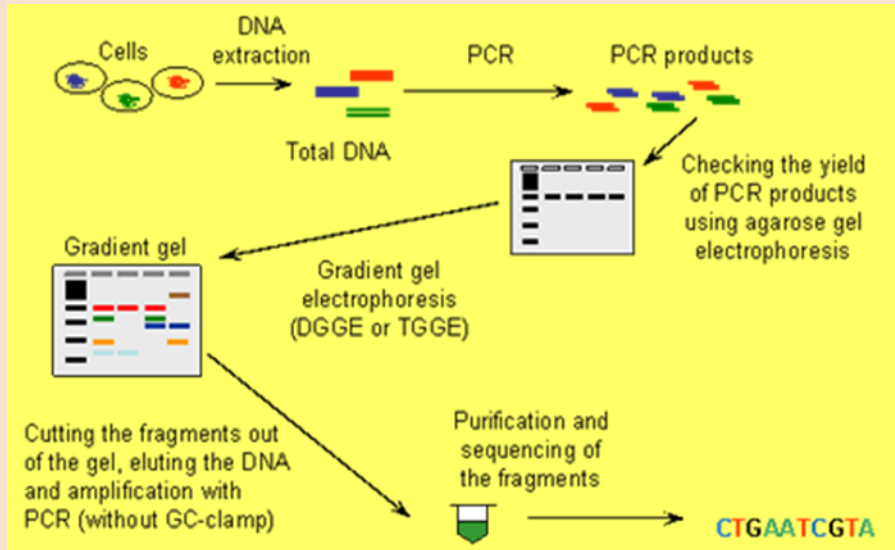 Cells
DNA
extraction
PCR
PCR products
Total DNA
Checking the yield
of PCR products
using agarose gel
electrophoresis
Gradient gel
Gradient gel
electrophoresis
(DGGE or TGGE)
Cutting the fragments out
of the gel, eluting the DNA
and amplification with
PCR (without GC-clamp)
Purification and
sequencing of
the fragments
CTGAATCGTA